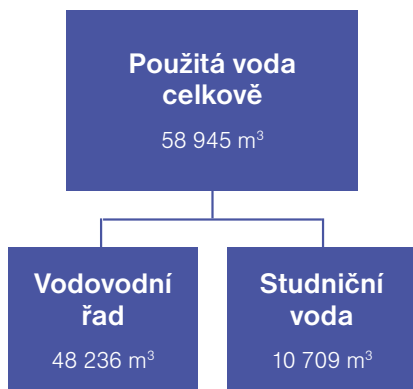 Použitá voda
celkově
58 945 m³
Vodovodní
řad
48 236 m³
Studniční
voda
10 709 m³